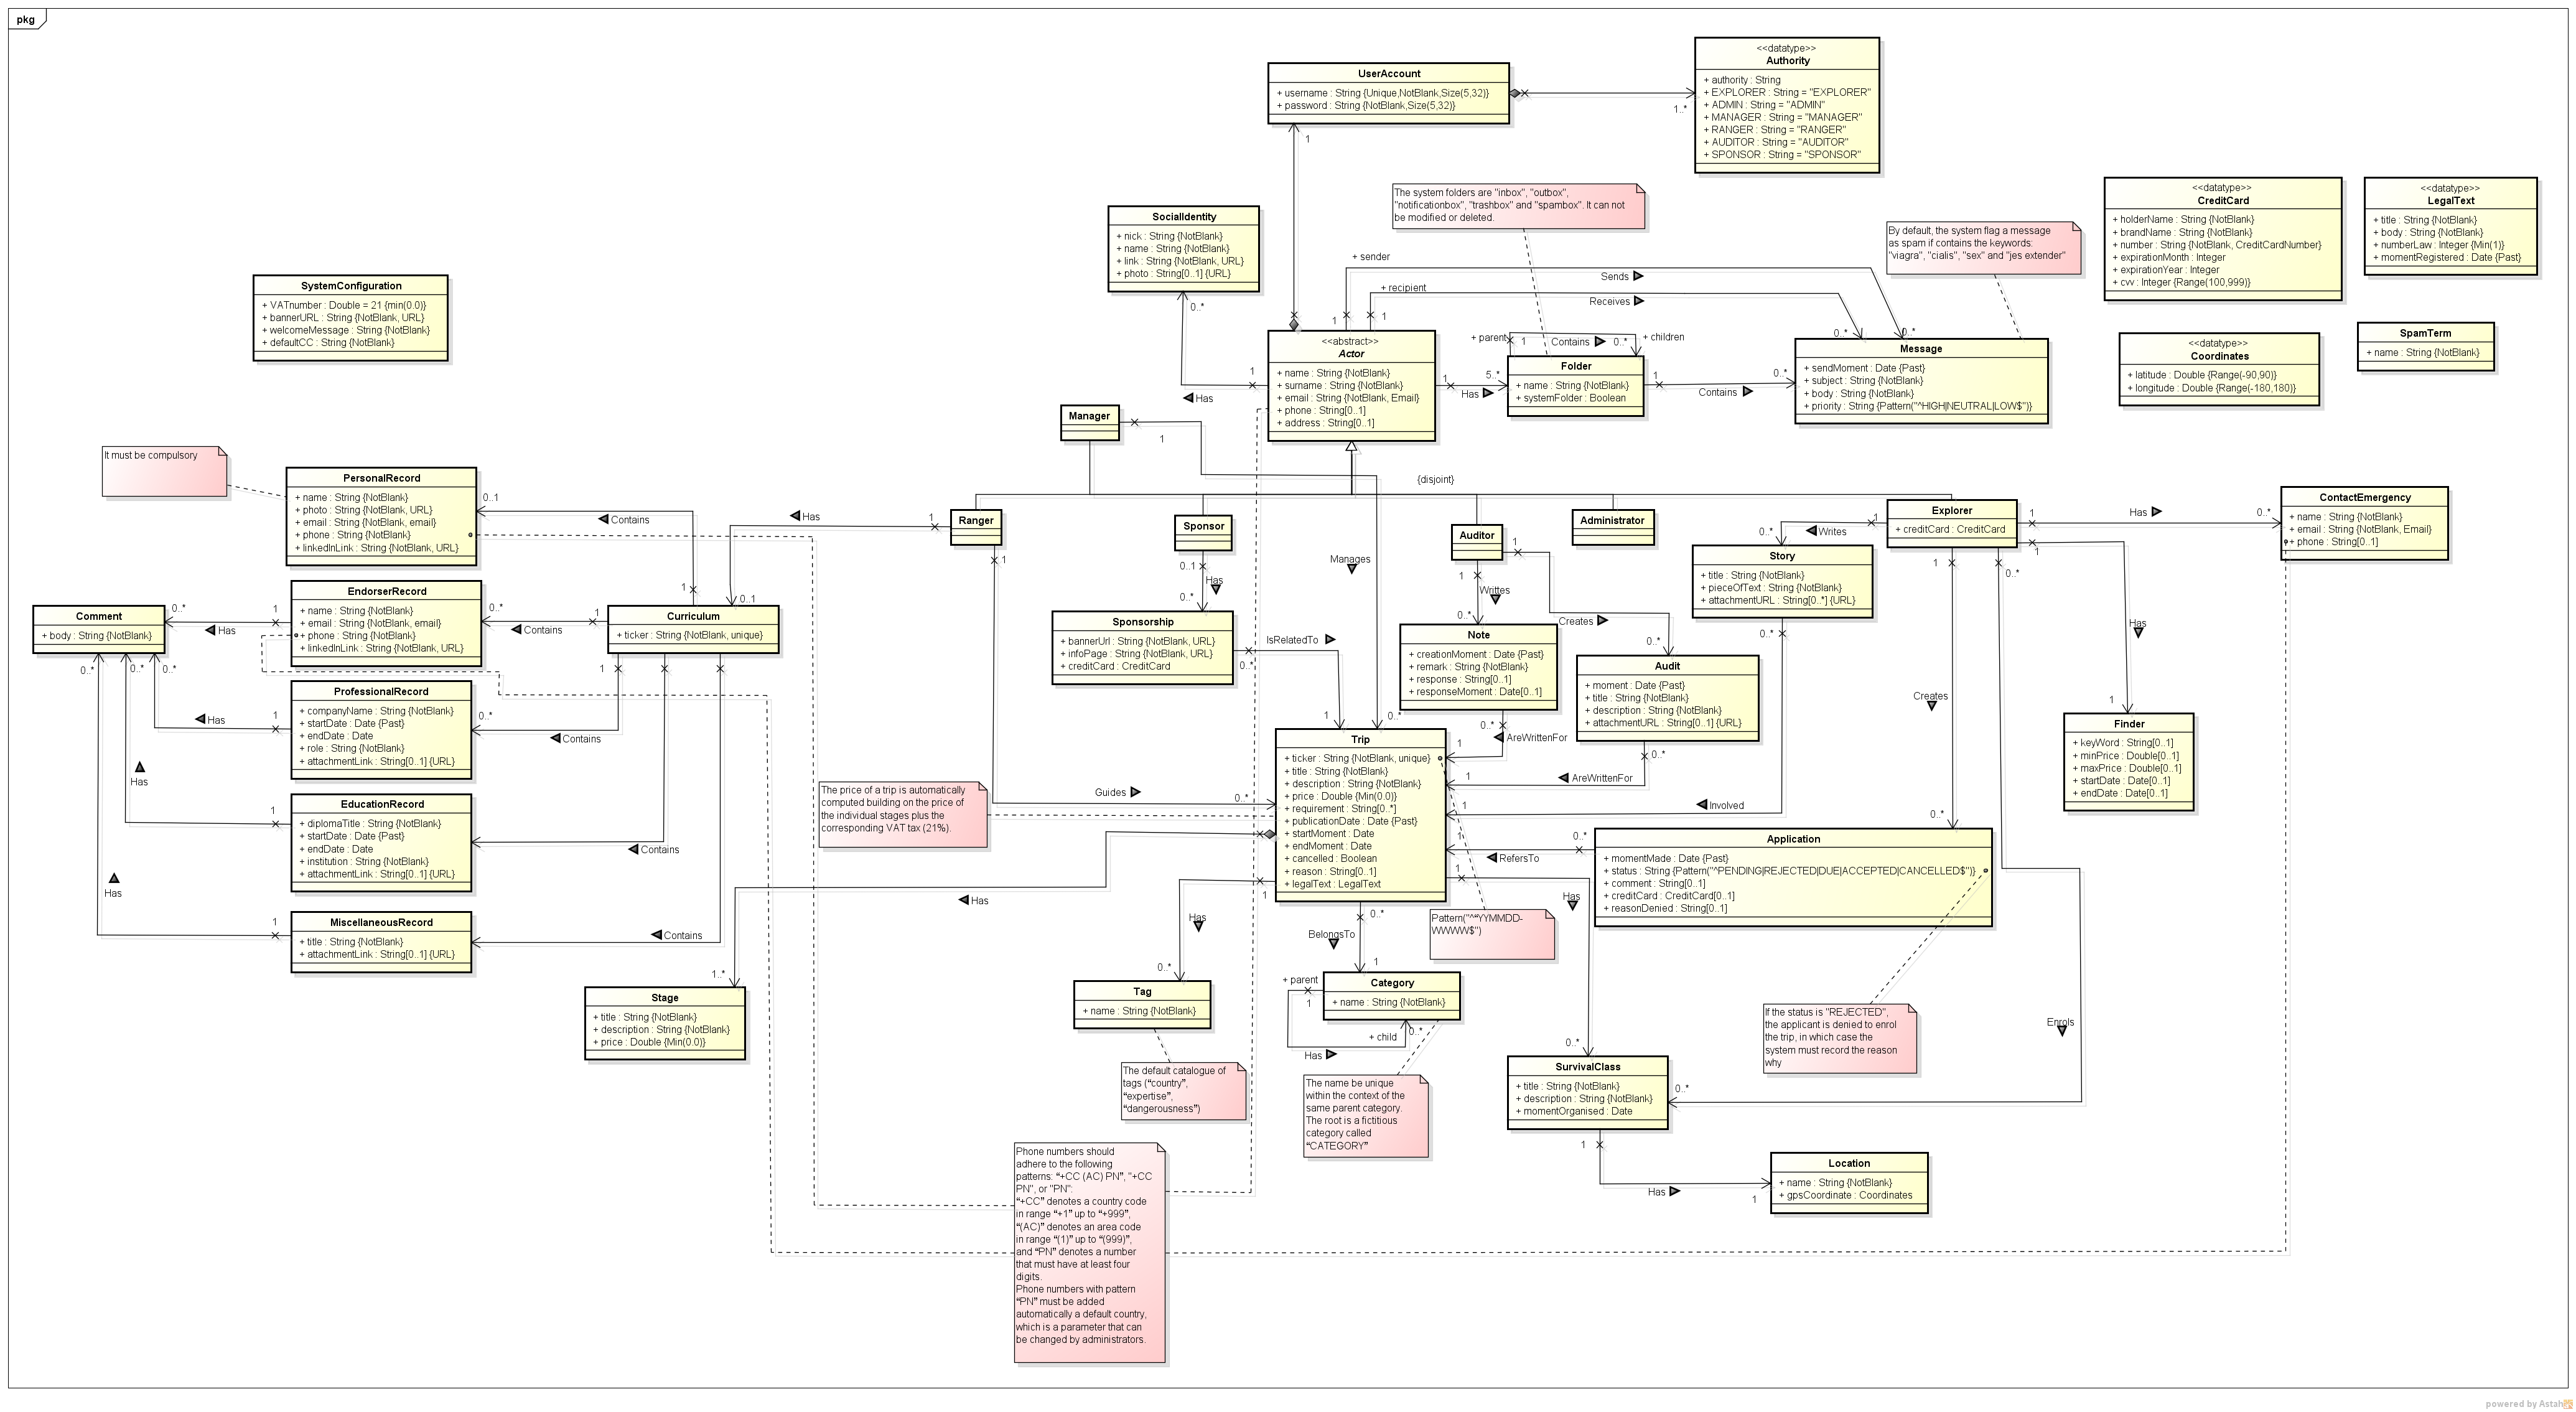 pkg
<<datatype>>
Authority
+ authority : String
+ EXPLORER : String = "EXPLORER"
+ ADMIN : String = "ADMIN"
+ MANAGER : String = "MANAGER"
+ RANGER : String = "RANGER"
+ AUDITOR : String = "AUDITOR"
+ SPONSOR : String = "SPONSOR"
1..*
UserAccount
+ username : String {Unique,NotBlank,Size(5,32)}
+ password : String {NotBlank,Size(5,32)}
1
The system folders are "inbox", "outbox",
"notificationbox", "trashbox" and "spambox". It can not
be modified or deleted.
SocialIdentity
+ nick : String {NotBlank}
+ name : String {NotBlank}
+ link : String {NotBlank, URL}
+ photo : String[0..1] {URL}
0..*
1
Has
By default, the system flag a message
as spam if contains the keywords:
"viagra", "cialis", "sex" and "jes extender"
<<datatype>>
CreditCard
+ holderName : String {NotBlank}
+ brandName : String {NotBlank}
+ number : String {NotBlank, CreditCardNumber}
+ expirationMonth : Integer
+ expirationYear : Integer
+ cvv : Integer {Range(100,999)}
<<datatype>>
LegalText
+ title : String {NotBlank}
+ body : String {NotBlank}
+ numberLaw : Integer {Min(1)}
+ momentRegistered : Date {Past}
SystemConfiguration
+ VATnumber : Double = 21 {min(0.0)}
+ bannerURL : String {NotBlank, URL}
+ welcomeMessage : String {NotBlank}
+ defaultCC : String {NotBlank}
+ sender
Sends
+ recipient
Receives
1
1
0..*
0..*
<<abstract>>
Actor
+ name : String {NotBlank}
+ surname : String {NotBlank}
+ email : String {NotBlank, Email}
+ phone : String[0..1]
+ address : String[0..1]
1
Has
5..*
+ parent
1
Contains
0..*
+ children
Folder
+ name : String {NotBlank}
+ systemFolder : Boolean
1
Contains
0..*
Message
+ sendMoment : Date {Past}
+ subject : String {NotBlank}
+ body : String {NotBlank}
+ priority : String {Pattern("^HIGH|NEUTRAL|LOW$")}
<<datatype>>
Coordinates
+ latitude : Double {Range(-90,90)}
+ longitude : Double {Range(-180,180)}
SpamTerm
+ name : String {NotBlank}
Manager
1
Manages
0..*
{disjoint}
It must be compulsory
PersonalRecord
+ name : String {NotBlank}
+ photo : String {NotBlank, URL}
+ email : String {NotBlank, email}
+ phone : String {NotBlank}
+ linkedInLink : String {NotBlank, URL}
0..1
Contains
1
Has
1
0..1
Ranger
1
Sponsor
0..1
Has
0..*
Auditor
1
1
Writtes
0..*
Creates
0..*
Administrator
Explorer
+ creditCard : CreditCard
1
Writes
0..*
1
Has
0..*
1
1
0..*
ContactEmergency
+ name : String {NotBlank}
+ email : String {NotBlank, Email}
+ phone : String[0..1]
Story
+ title : String {NotBlank}
+ pieceOfText : String {NotBlank}
+ attachmentURL : String[0..*] {URL}
0..*
EndorserRecord
+ name : String {NotBlank}
+ email : String {NotBlank, email}
+ phone : String {NotBlank}
+ linkedInLink : String {NotBlank, URL}
0..*
Contains
1
Comment
+ body : String {NotBlank}
0..*
Has
1
0..*
0..*
0..*
Curriculum
+ ticker : String {NotBlank, unique}
1
Sponsorship
+ bannerUrl : String {NotBlank, URL}
+ infoPage : String {NotBlank, URL}
+ creditCard : CreditCard
IsRelatedTo
0..*
1
Note
+ creationMoment : Date {Past}
+ remark : String {NotBlank}
+ response : String[0..1]
+ responseMoment : Date[0..1]
0..*
AreWrittenFor
1
Audit
+ moment : Date {Past}
+ title : String {NotBlank}
+ description : String {NotBlank}
+ attachmentURL : String[0..1] {URL}
0..*
AreWrittenFor
1
Involved
1
Has
1
Creates
0..*
Finder
+ keyWord : String[0..1]
+ minPrice : Double[0..1]
+ maxPrice : Double[0..1]
+ startDate : Date[0..1]
+ endDate : Date[0..1]
ProfessionalRecord
+ companyName : String {NotBlank}
+ startDate : Date {Past}
+ endDate : Date
+ role : String {NotBlank}
+ attachmentLink : String[0..1] {URL}
0..*
Contains
Has
1
Has
1
EducationRecord
+ diplomaTitle : String {NotBlank}
+ startDate : Date {Past}
+ endDate : Date
+ institution : String {NotBlank}
+ attachmentLink : String[0..1] {URL}
Contains
Has
1
MiscellaneousRecord
+ title : String {NotBlank}
+ attachmentLink : String[0..1] {URL}
Contains
The price of a trip is automatically
computed building on the price of
the individual stages plus the
corresponding VAT tax (21%).
Guides
0..*
Trip
+ ticker : String {NotBlank, unique}
+ title : String {NotBlank}
+ description : String {NotBlank}
+ price : Double {Min(0.0)}
+ requirement : String[0..*]
+ publicationDate : Date {Past}
+ startMoment : Date
+ endMoment : Date
+ cancelled : Boolean
+ reason : String[0..1]
+ legalText : LegalText
1
RefersTo
0..*
Application
+ momentMade : Date {Past}
+ status : String {Pattern("^PENDING|REJECTED|DUE|ACCEPTED|CANCELLED$")}
+ comment : String[0..1]
+ creditCard : CreditCard[0..1]
+ reasonDenied : String[0..1]
1
Has
0..*
Has
1..*
1
Has
0..*
0..*
BelongsTo
1
Pattern("^“YYMMDD-
WWWW$")
Stage
+ title : String {NotBlank}
+ description : String {NotBlank}
+ price : Double {Min(0.0)}
Tag
+ name : String {NotBlank}
+ parent
1
Category
+ name : String {NotBlank}
0..*
+ child
Has
The default catalogue of
tags (“country”,
“expertise”,
“dangerousness”)
The name be unique
within the context of the
same parent category.
The root is a fictitious
category called
“CATEGORY”
If the status is "REJECTED",
the applicant is denied to enrol
the trip, in which case the
system must record the reason
why
Enrols
0..*
SurvivalClass
+ title : String {NotBlank}
+ description : String {NotBlank}
+ momentOrganised : Date
1
Has
1
Location
+ name : String {NotBlank}
+ gpsCoordinate : Coordinates
Phone numbers should
adhere to the following
patterns: “+CC (AC) PN”, "+CC
PN", or "PN":
“+CC” denotes a country code
in range “+1” up to “+999”,
“(AC)” denotes an area code
in range “(1)” up to “(999)”,
and “PN” denotes a number
that must have at least four
digits.
Phone numbers with pattern
“PN” must be added
automatically a default country,
which is a parameter that can
be changed by administrators.
powered by Astah